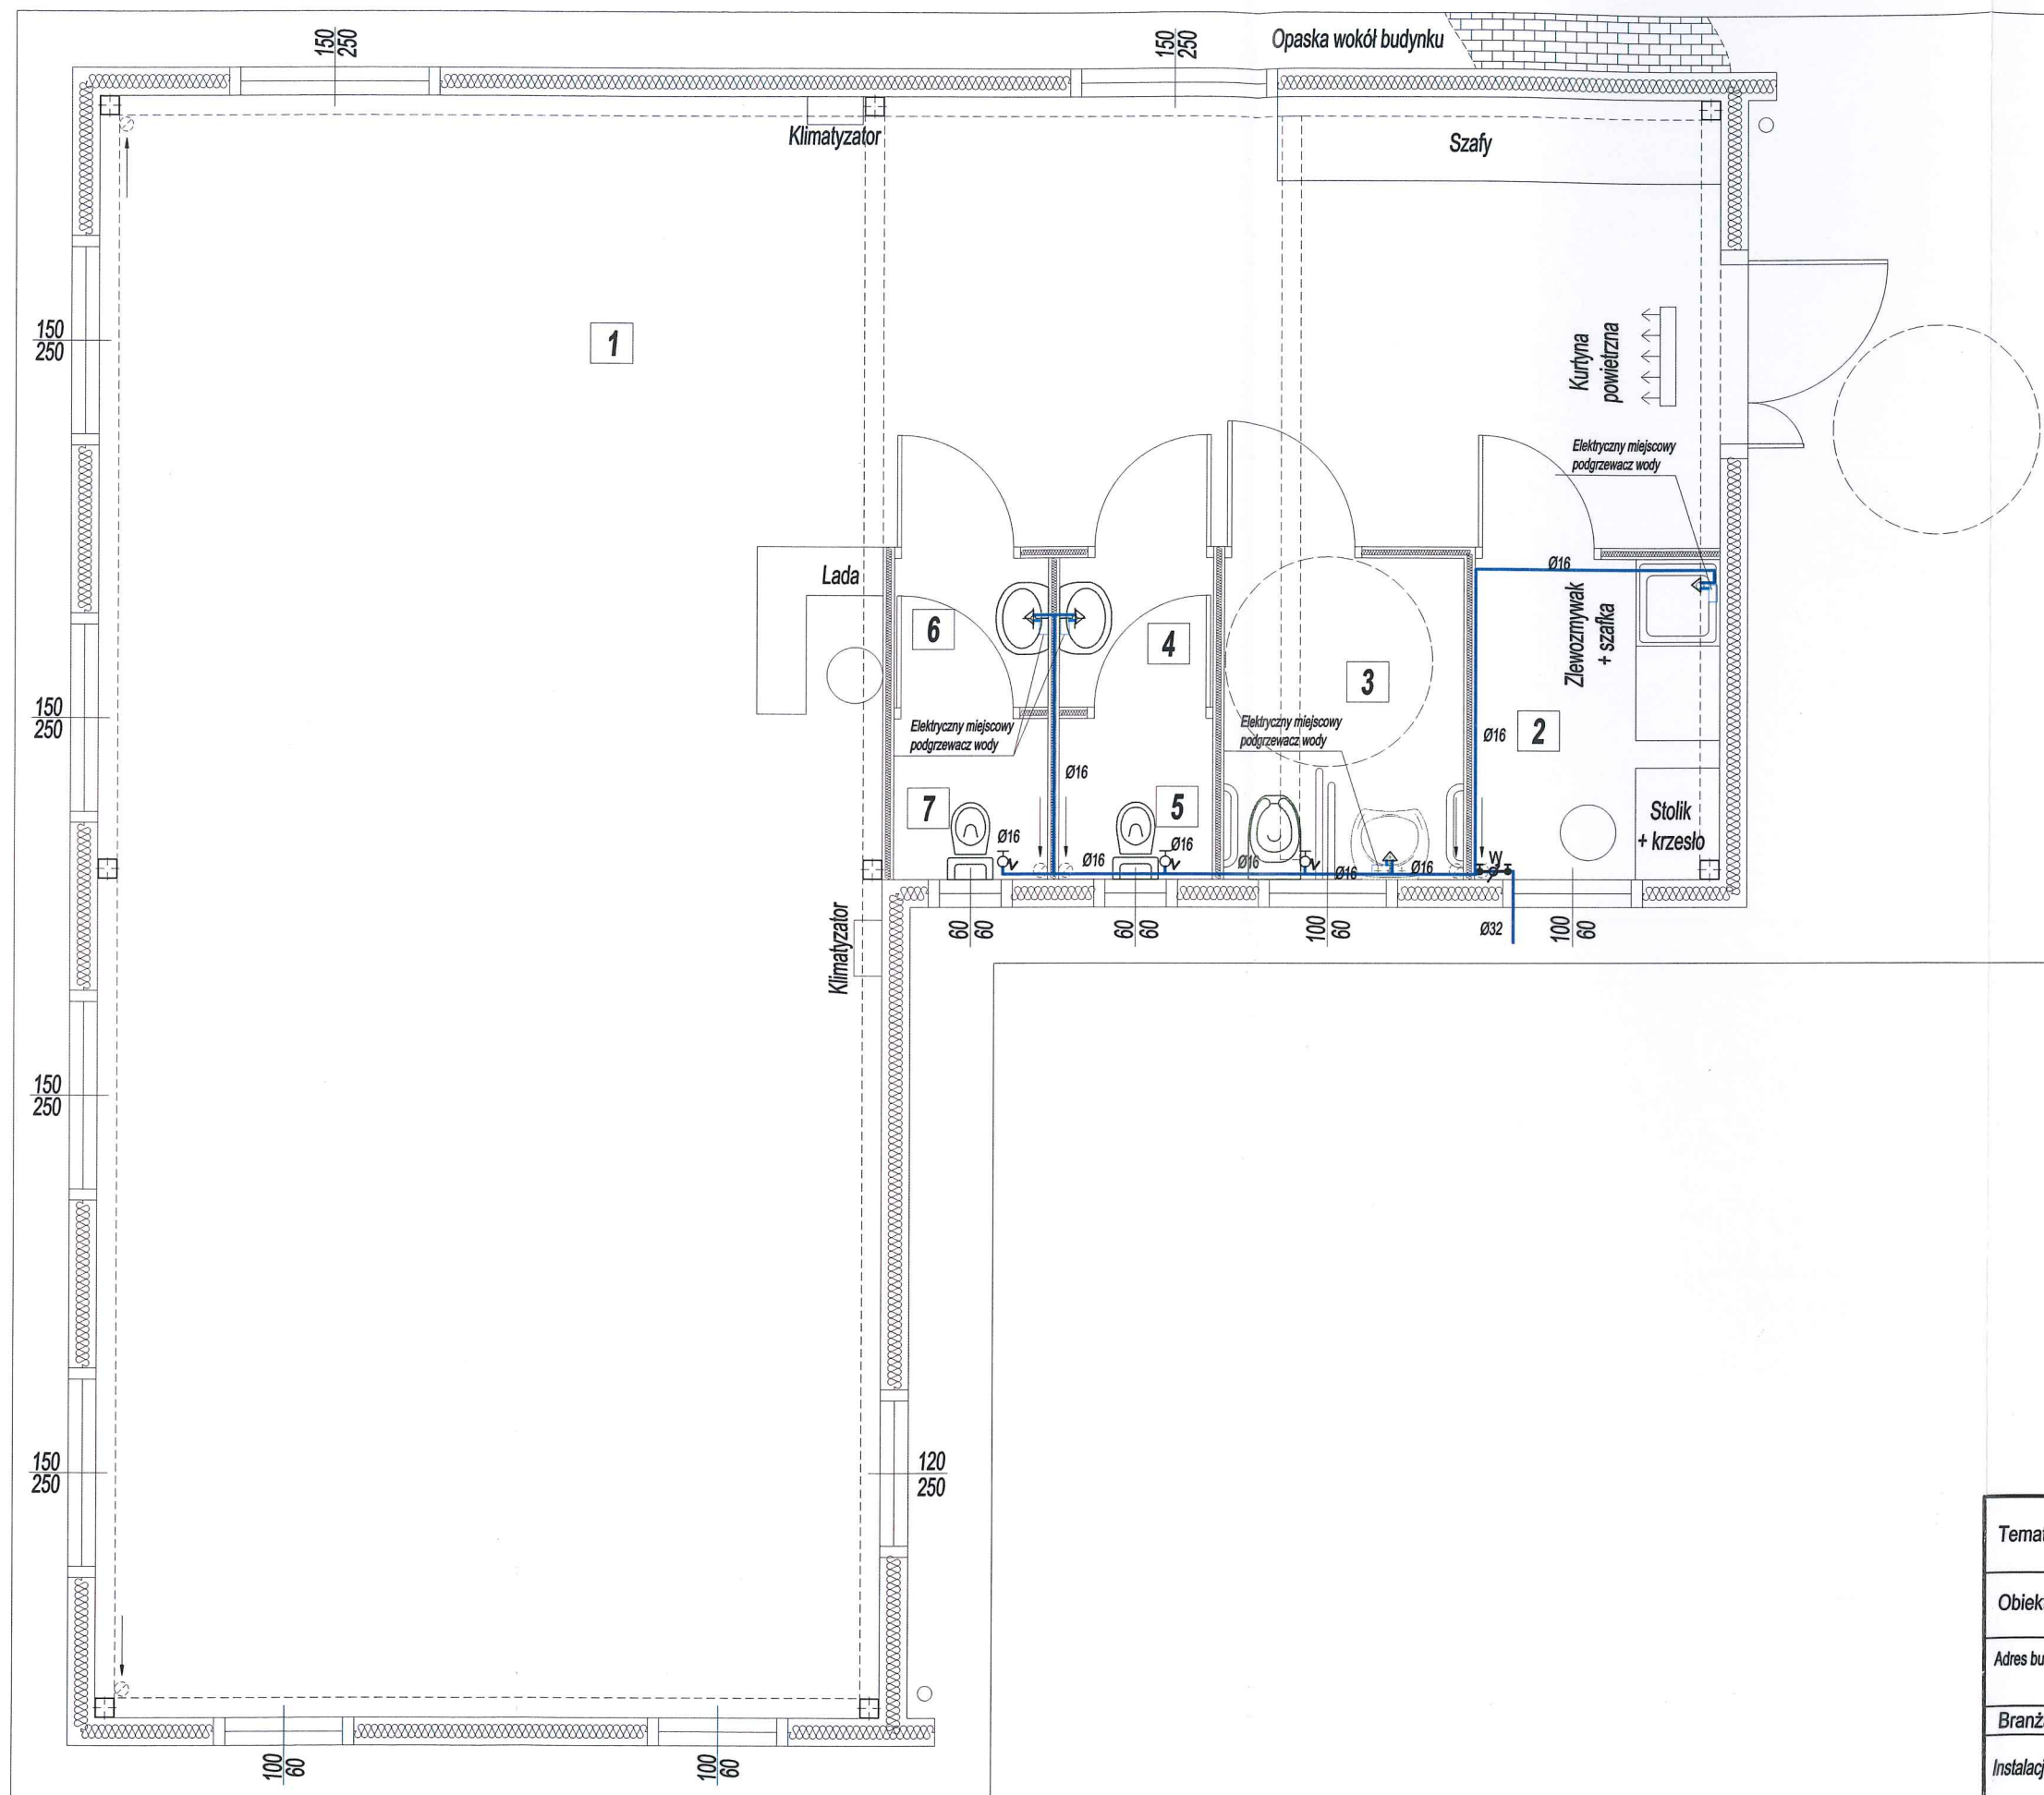 150
250
150
250
Opaska wokół budynku
Klimatyzator
Szafy
150
250
1
Kurtyna
powietrzna
Elektryczny miejscowy
podgrzewacz wody
Lada
Ø16
6
4
3
Zlewozmywak
+ szafka
150
250
Elektryczny miejscowy
podgrzewacz wody
Elektryczny miejscowy
podgrzewacz wody
Ø16
2
Ø16
7
5
Stolik
+ krzesło
Ø16
Ø16
Ø16
Ø16
Ø16
Ø16
W
60
60
60
60
100
60
Ø32
100
60
Klimatyzator
150
250
150
250
120
250
100
60
100
60
Temat
Obiekt
Adres bu
Branż
Instalacj